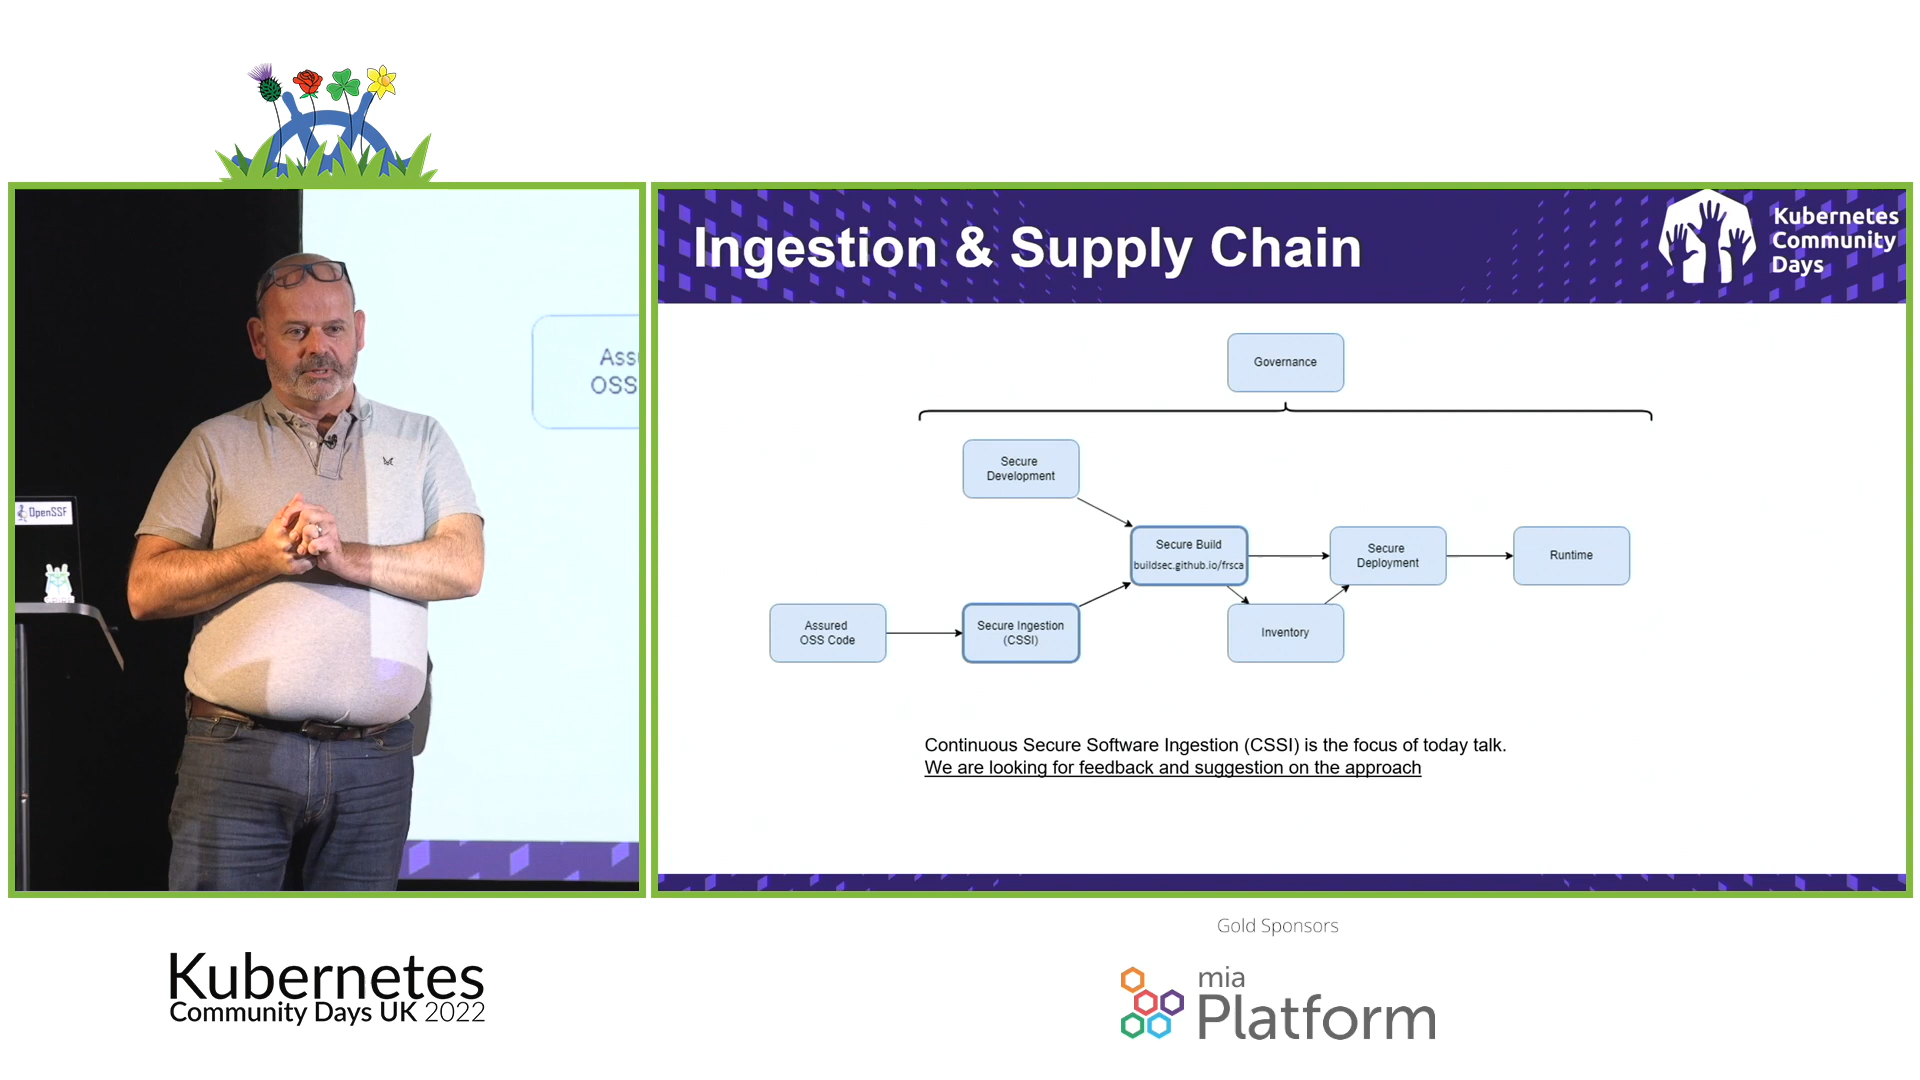 Ingestion & Supply Chain
Kubernetes
Community
Days
Governance
Secure
Development
Secure Build
buildsec.github.io/frsca
Secure
Deployment
Runtime
Assured
OSS Code
Secure Ingestion
(CSSI)
Inventory
Continuous Secure Software Ingestion (CSSI) is the focus of today talk.
We are looking for feedback and suggestion on the approach
Ass
OSS
OpenSSF
Kubernetes
Community Days UK 2022
Gold Sponsors
mia
Platform